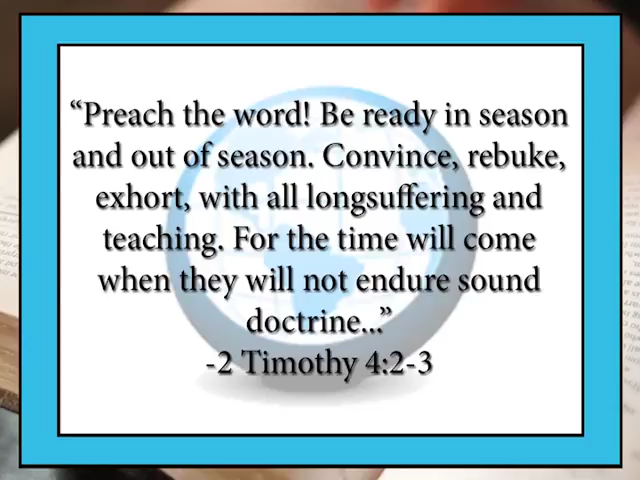 “Preach the word! Be ready in season
and out of season. Convince, rebuke,
exhort, with all longsuffering and
teaching. For the time will come
when they will not endure sound
doctrine...”
-2 Timothy 4:2-3